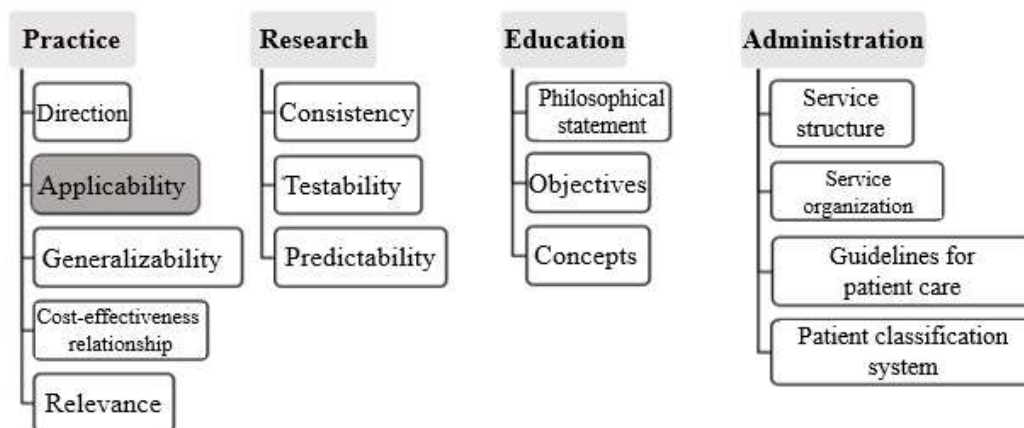 Practice
Direction
Applicability
Generalizability
Cost-effectiveness
relationship
Relevance
Research
Consistency
Testability
Predictability
Education
Philosophical
statement
Objectives
Concepts
Administration
Service
structure
Service
organization
Guidelines for
patient care
Patient classification
system